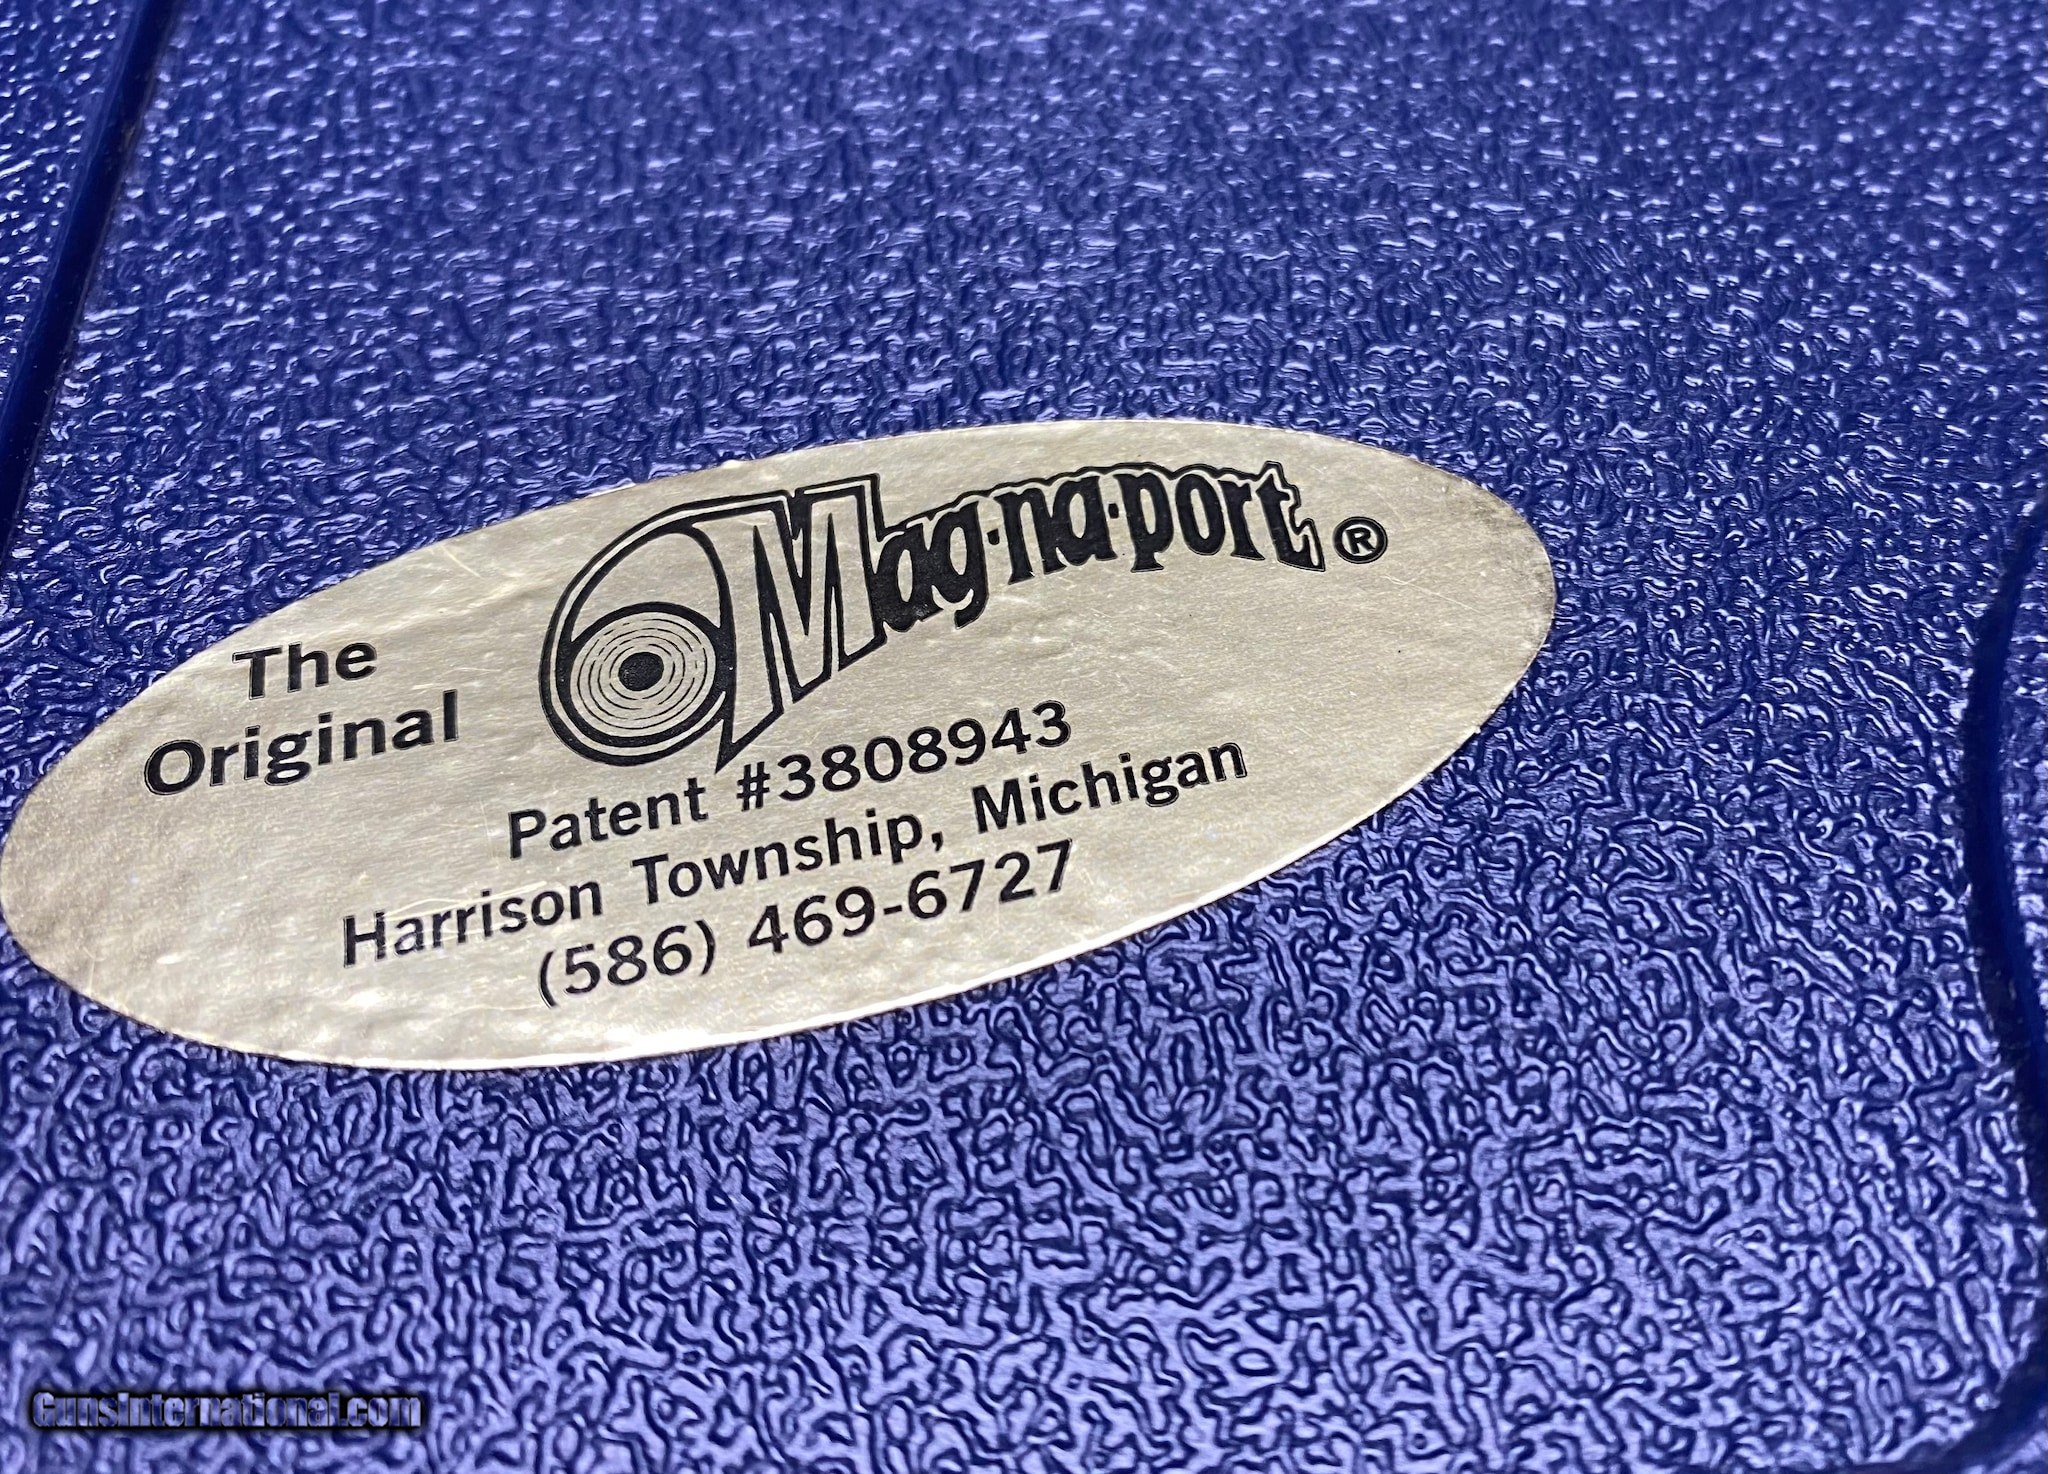 The
Original
Mag-na-port®
Patent #3808943
Harrison Township, Michigan
(586) 469-6727
GunsInternational.com